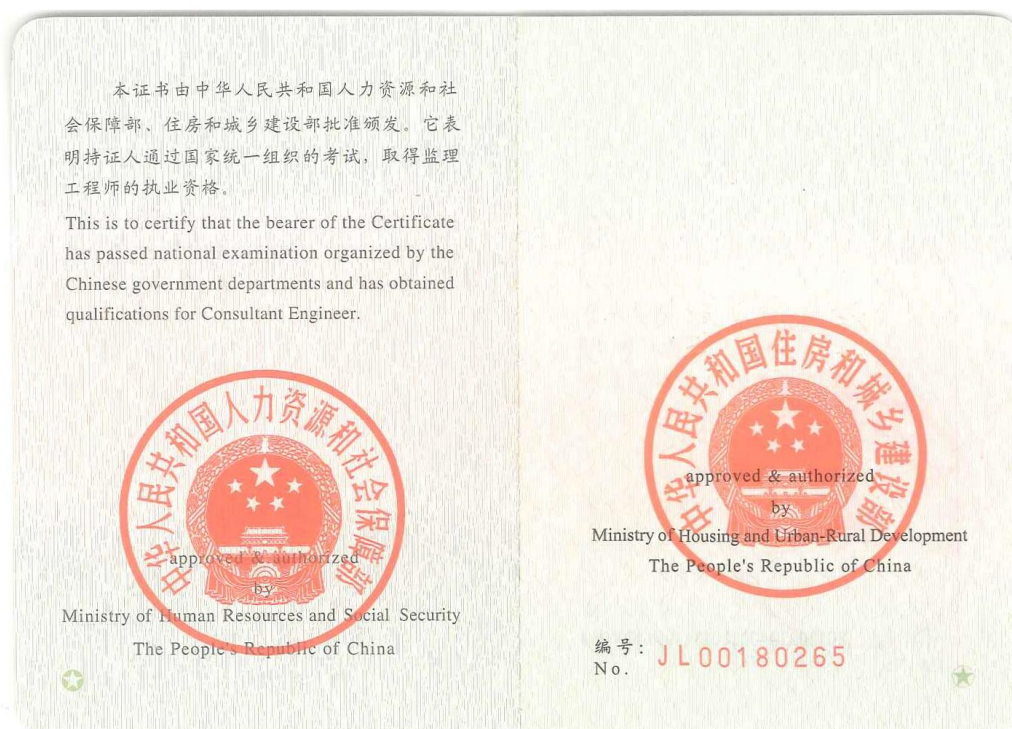 本证书由中华人民共和国人力资源和社
会保障部、住房和城乡建设部批准颁发。它表
明持证人通过国家统一组织的考试，取得监理
工程师的执业资格。
This is to certify that the bearer of the Certificate
has passed national examination organized by the
Chinese government departments and has obtained
qualifications for Consultant Engineer.
中华人民共和国人力资源和社会保障部
approved & authorized
by
Ministry of Human Resources and Social Security
The People's Republic of China
中华人民共和国住房和城乡建设部
approved & authorized
by
Ministry of Housing and Urban-Rural Development
The People's Republic of China
编号: JL00180265
No.